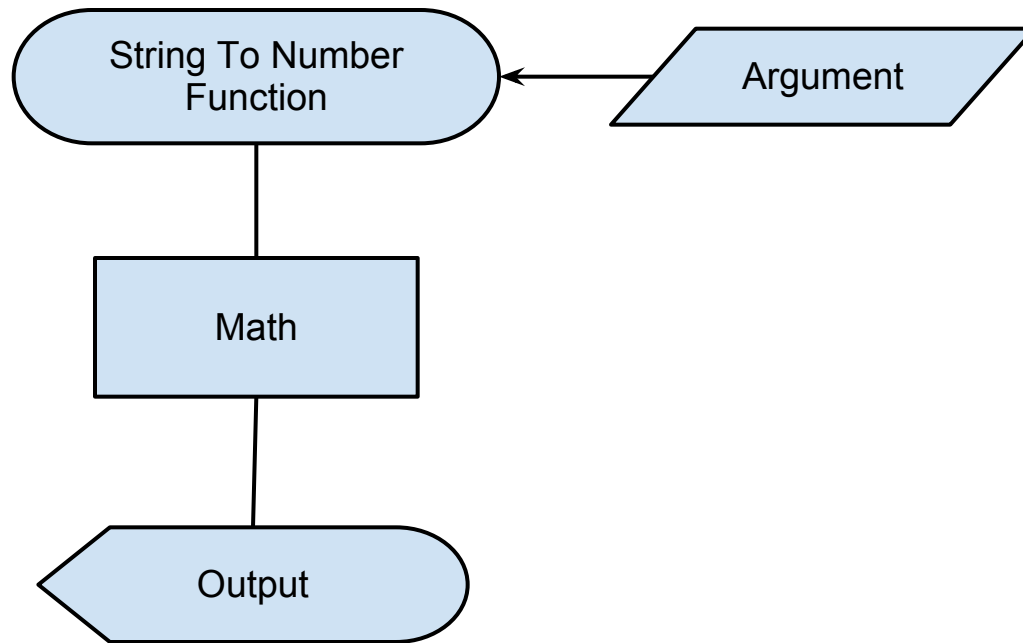 String To Number
Function
Argument
Math
Output